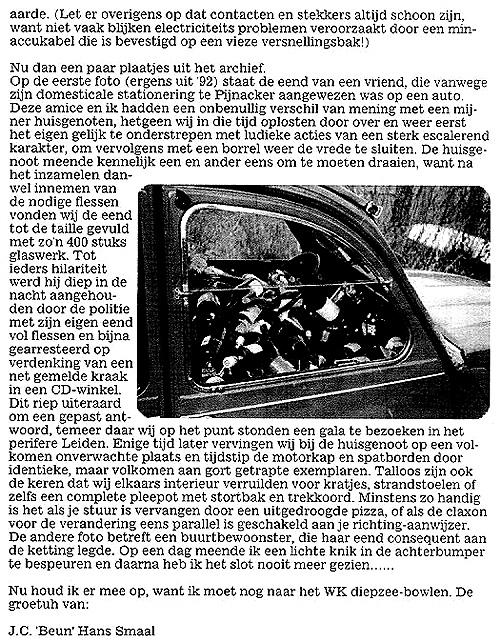 aarde. (Let er overigens op dat contacten en stekkers altijd schoon zijn,
want niet vaak blijken electriciteits problemen veroorzaakt door een min-
accukabel die is bevestigd op een vieze versnellingsbak!)
Nu dan een paar plaatjes uit het archief.
Op de eerste foto (ergens uit '92) staat de eend van een vriend, die vanwege
zijn domesticale stationering te Pijnacker aangewezen was op een auto.
Deze amice en ik hadden een onbenullig verschil van mening met een mij-
ner huisgenoten, hetgeen wij in die tijd oplosten door over en weer eerst
het eigen gelijk te onderstrepen met ludieke acties van een sterk escalerend
karakter, om vervolgens met een borrel weer de vrede te sluiten. De huisge-
noot meende kennelijk een en ander eens om te moeten draaien, want na
het inzamelen dan-
wel innemen van
de nodige flessen
vonden wij de eend
tot de taille gevuld
met zo'n 400 stuks
glaswerk. Tot
ieders hilariteit
werd hij diep in de
nacht aangehou-
den door de politie
met zijn eigen eend
vol flessen en bijna
gearresteerd op
verdenking van een
net gemelde kraak
in een CD-winkel.
Dit riep uiteraard
om een gepast ant-
woord, temeer daar wij op het punt stonden een gala te bezoeken in het
perifere Leiden. Enige tijd later vervingen wij bij de huisgenoot op een vol-
komen onverwachte plaats en tijdstip de motorkap en spatborden door
identieke, maar volkomen aan gort getrapte exemplaren. Talloos zijn ook
de keren dat wij elkaars interieur verruilden voor kratjes, strandstoelen of
zelfs een complete pleepot met stortbak en trekkoord. Minstens zo handig
is het als je stuur is vervangen door een uitgedroogde pizza, of als de claxon
voor de verandering eens parallel is geschakeld aan je richting-aanwijzer.
De andere foto betreft een buurtbewoonster, die haar eend consequent aan
de ketting legde. Op een dag meende ik een lichte knik in de achterbumper
te bespeuren en daarna heb ik het slot nooit meer gezien......
Nu houd ik er mee op, want ik moet nog naar het WK diepzee-bowlen. De
groetuh van:
J.C. 'Beun' Hans Smaal